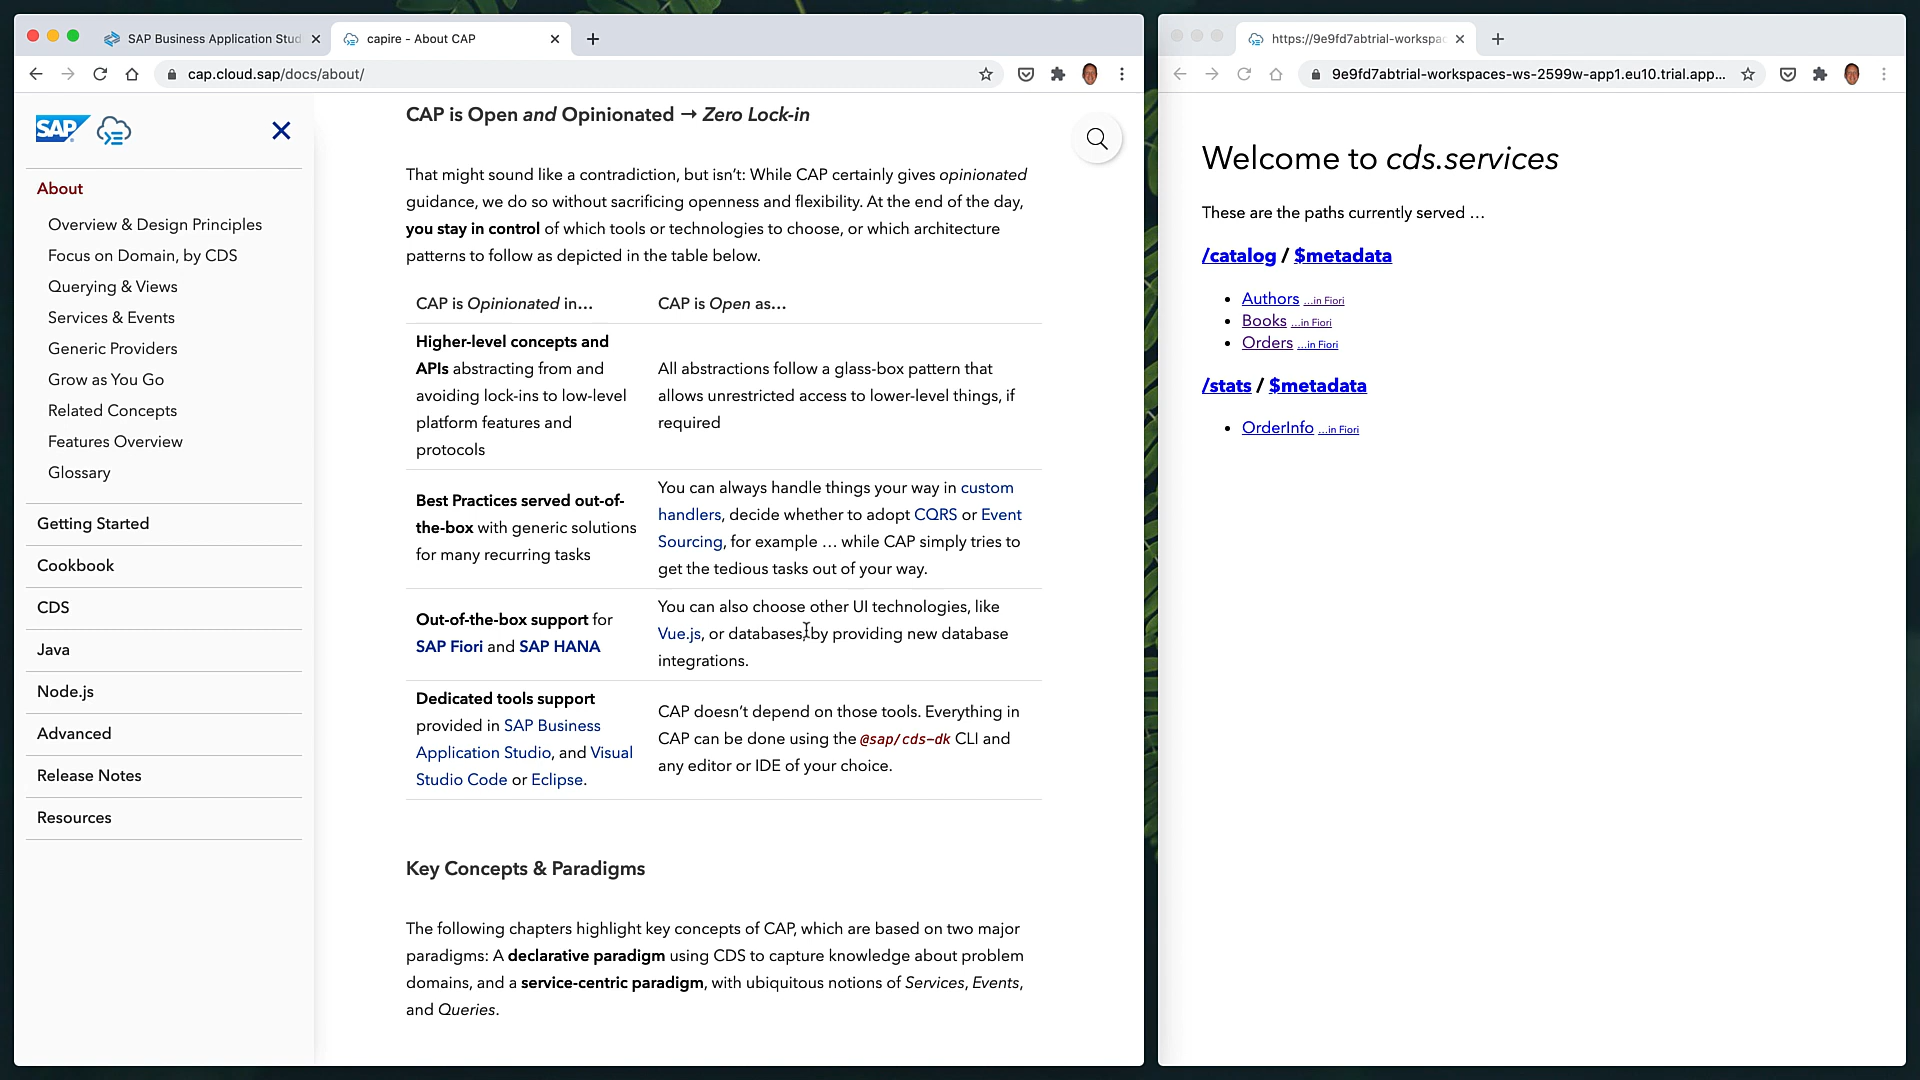 SAP Business Application Stud
capire - About CAP
cap.cloud.sap/docs/about/
SAP
About
Overview & Design Principles
Focus on Domain, by CDS
Querying & Views
Services & Events
Generic Providers
Grow as You Go
Related Concepts
Features Overview
Glossary
Getting Started
Cookbook
CDS
Java
Node.js
Advanced
Release Notes
Resources
CAP is Open and Opinionated → Zero Lock-in
That might sound like a contradiction, but isn't: While CAP certainly gives opinionated
guidance, we do so without sacrificing openness and flexibility. At the end of the day,
you stay in control of which tools or technologies to choose, or which architecture
patterns to follow as depicted in the table below.
CAP is Opinionated in...
CAP is Open as...
Higher-level concepts and
APIs abstracting from and
avoiding lock-ins to low-level
platform features and
protocols
All abstractions follow a glass-box pattern that
allows unrestricted access to lower-level things, if
required
Best Practices served out-of-
the-box with generic solutions
for many recurring tasks
You can always handle things your way in custom
handlers, decide whether to adopt CQRS or Event
Sourcing, for example … while CAP simply tries to
get the tedious tasks out of your way.
Out-of-the-box support for
SAP Fiori and SAP HANA
You can also choose other UI technologies, like
Vue.js, or databases, by providing new database
integrations.
Dedicated tools support
provided in SAP Business
Application Studio, and Visual
Studio Code or Eclipse.
CAP doesn't depend on those tools. Everything in
CAP can be done using the @sap/cds-dk CLI and
any editor or IDE of your choice.
Key Concepts & Paradigms
The following chapters highlight key concepts of CAP, which are based on two major
paradigms: A declarative paradigm using CDS to capture knowledge about problem
domains, and a service-centric paradigm, with ubiquitous notions of Services, Events,
and Queries.
https://9e9fd7abtrial-workspac
9e9fd7abtrial-workspaces-ws-2599w-app1.eu10.trial.app...
Welcome to cds.services
These are the paths currently served …
/catalog / $metadata
Authors ...in Fiori
Books ...in Fiori
Orders ...in Fiori
/stats / $metadata
OrderInfo ...in Fiori